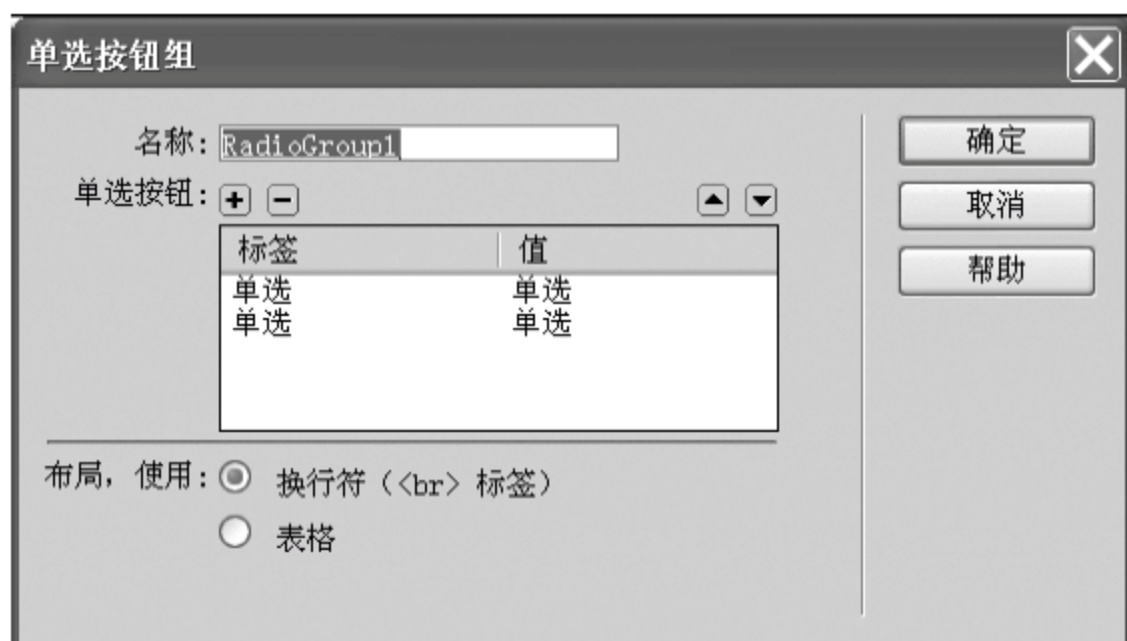 单选按钮组
名称: RadioGroup1
确定
单选按钮:
取消
标签 值
帮助
单选 单选
单选 单选
布局，使用: 换行符（<br> 标签）
表格